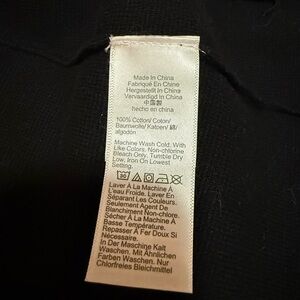 Made In China
Fabriqué En Chine
Hergestellt In China
Vervaardigd In China
中国製
hecho en china
100% Cotton/ Coton/
Baumwolle/ Katoen/ 綿/
algodón
Machine Wash Cold. With
Like Colors. Non-chlorine
Bleach Only. Tumble Dry
Low, Iron On Lowest
Setting.
Laver À La Machine À
L'eau Froide. Laver En
Séparant Les Couleurs.
Seulement Agent De
Blanchiment Non-chloré.
Sécher À La Machine À
Basse Température.
Repasser À Fer Doux Si
Nécessaire.
In Der Maschine Kalt
Waschen. Mit Ähnlichen
Farben Waschen. Nur
Chlorfreies Bleichmittel